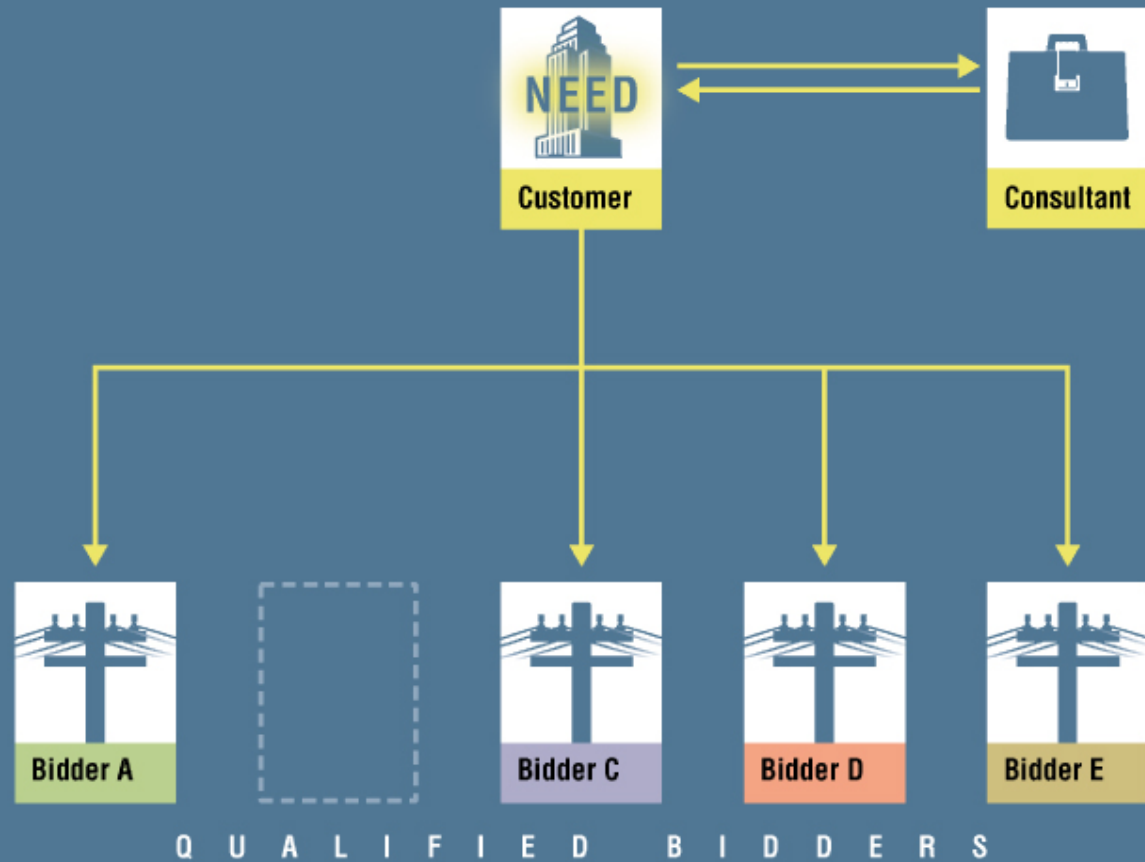 NEED
Customer
Consultant
Bidder A
Bidder C
Bidder D
Bidder E
QUALIFIED BIDDERS